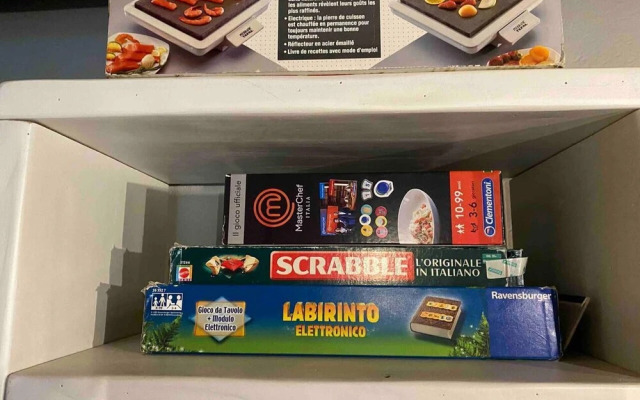 les aliments révèlent leurs goûts les
plus raffinés.
• Electrique : la pierre de cuisson
est chauffée en permanence pour
toujours maintenir une bonne
température.
• Réflecteur en acier émaillé
• Livre de recettes avec mode d'emploi
Il gioco ufficiale
MasterChef
ITALIA
10-99
3-6
Clementoni
SCRABBLE
L'ORIGINALE
IN ITALIANO
Gioco da Tavolo
+ Modulo
Elettronico
LABIRINTO
ELETTRONICO
Ravensburger